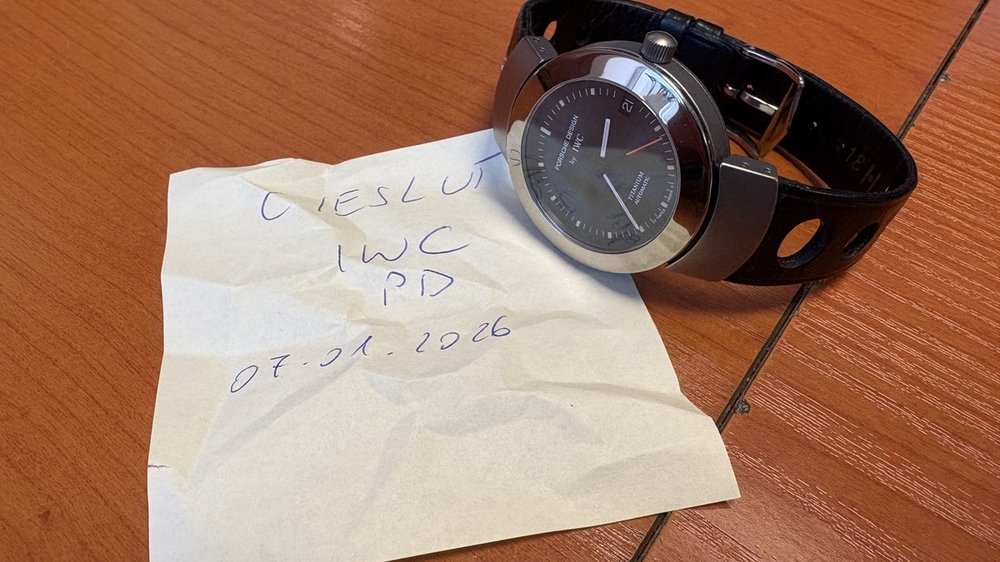 CIESLUT
IWC
PD
07.01.2026
PORSCHE DESIGN
by IWC
21
TITANIUM
AUTOMATIC